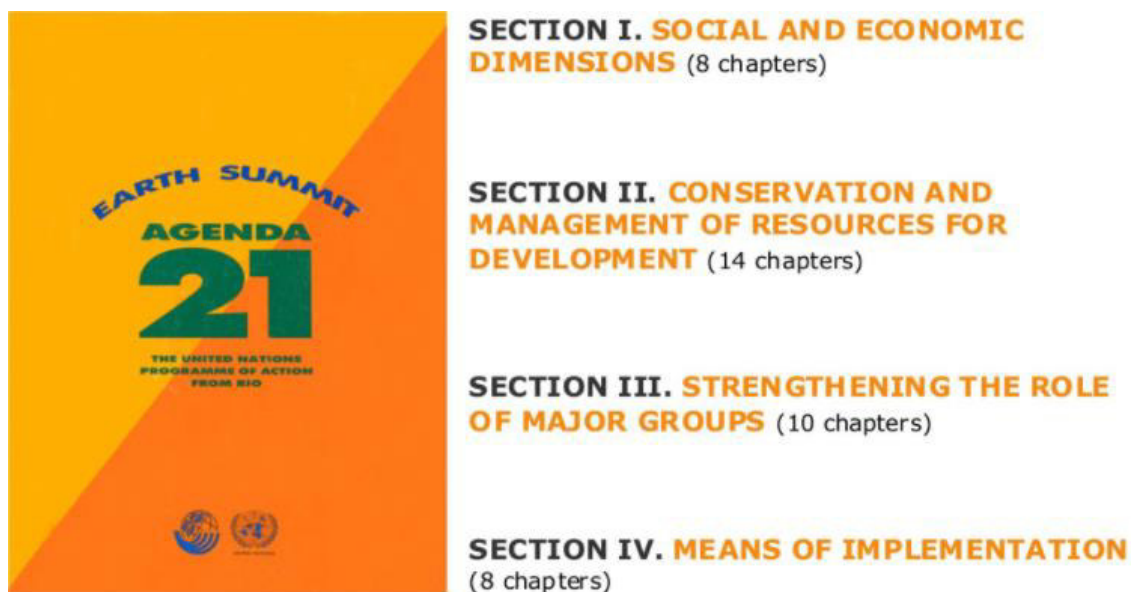 EARTH SUMMIT
AGENDA
21
THE UNITED NATIONS
PROGRAMME OF ACTION
FROM RIO
SECTION I. SOCIAL AND ECONOMIC
DIMENSIONS (8 chapters)
SECTION II. CONSERVATION AND
MANAGEMENT OF RESOURCES FOR
DEVELOPMENT (14 chapters)
SECTION III. STRENGTHENING THE ROLE
OF MAJOR GROUPS (10 chapters)
SECTION IV. MEANS OF IMPLEMENTATION
(8 chapters)